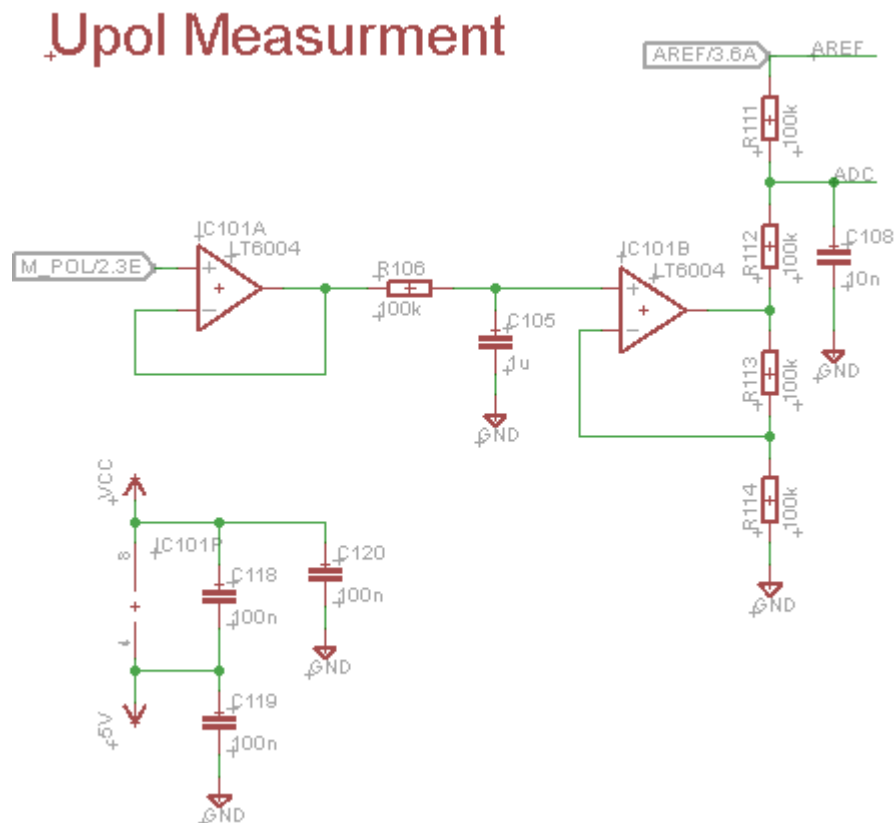 Upol Measurment
AREF/3.6A
AREF
R111
100k
ADC
IC101A
LT6004
M_POL/2.3E
R106
100k
C105
1u
GND
IC101B
LT6004
R112
100k
C108
10n
GND
R113
100k
R114
100k
GND
VCC
IC101P
8
4
C118
100n
C120
100n
GND
5V
C119
100n
GND